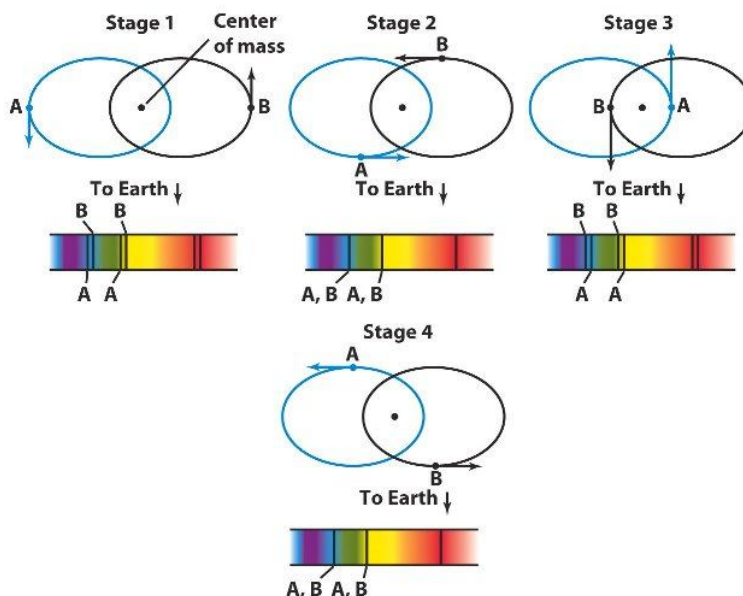 Stage 1
Center
of mass
A
B
To Earth
B B
A A
Stage 2
B
A
To Earth
A, B A, B
Stage 3
B
A
To Earth
B B
A A
Stage 4
A
B
To Earth
A, B A, B